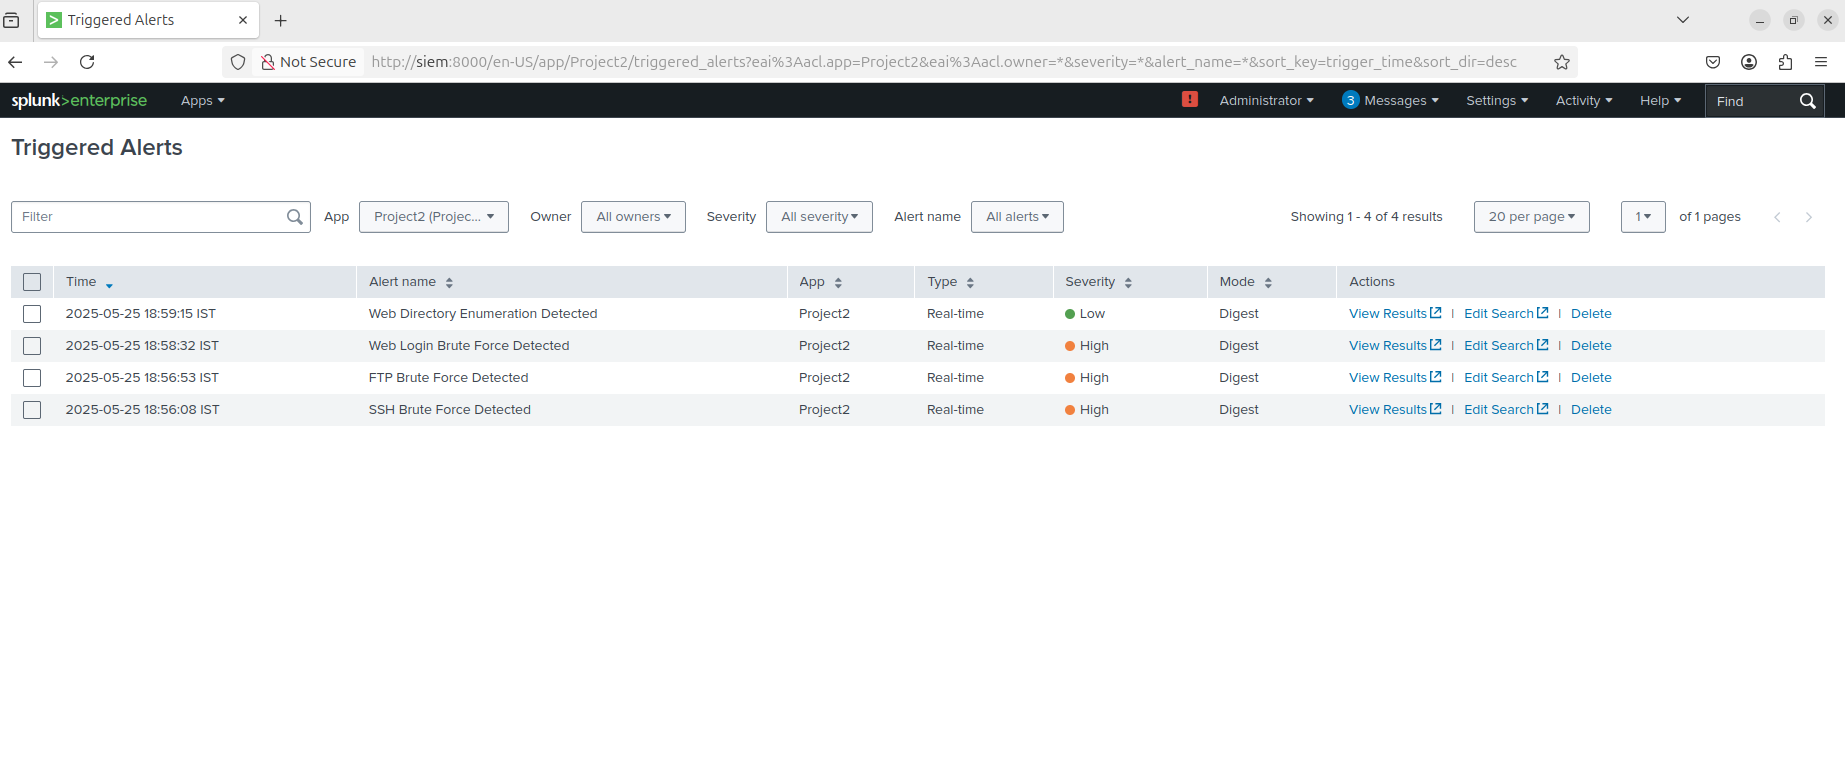 Triggered Alerts
Not Secure http://siem:8000/en-US/app/Project2/triggered_alerts?eai%3Aacl.app=Project2&eai%3Aacl.owner=*&severity=*&alert_name=*&sort_key=trigger_time&sort_dir=desc
splunk>enterprise Apps ! Administrator 3 Messages Settings Activity Help Find
Triggered Alerts
Filter App Project2 (Projec... Owner All owners Severity All severity Alert name All alerts Showing 1 - 4 of 4 results 20 per page 1 of 1 pages
Time Alert name App Type Severity Mode Actions
2025-05-25 18:59:15 IST Web Directory Enumeration Detected Project2 Real-time Low Digest View Results | Edit Search | Delete
2025-05-25 18:58:32 IST Web Login Brute Force Detected Project2 Real-time High Digest View Results | Edit Search | Delete
2025-05-25 18:56:53 IST FTP Brute Force Detected Project2 Real-time High Digest View Results | Edit Search | Delete
2025-05-25 18:56:08 IST SSH Brute Force Detected Project2 Real-time High Digest View Results | Edit Search | Delete